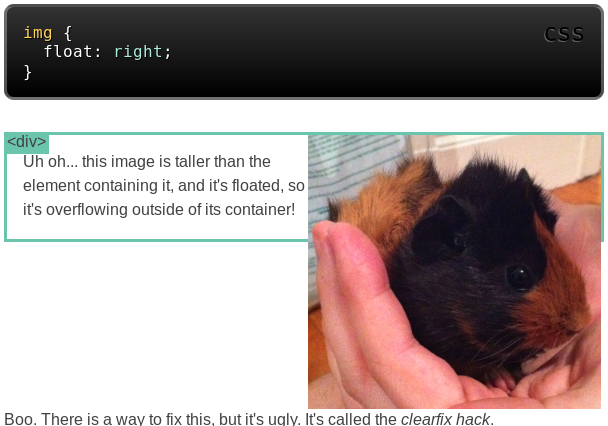 img {
CSS
  float: right;
}
<div>
Uh oh... this image is taller than the
element containing it, and it's floated, so
it's overflowing outside of its container!
Boo. There is a way to fix this, but it's ugly. It's called the clearfix hack.